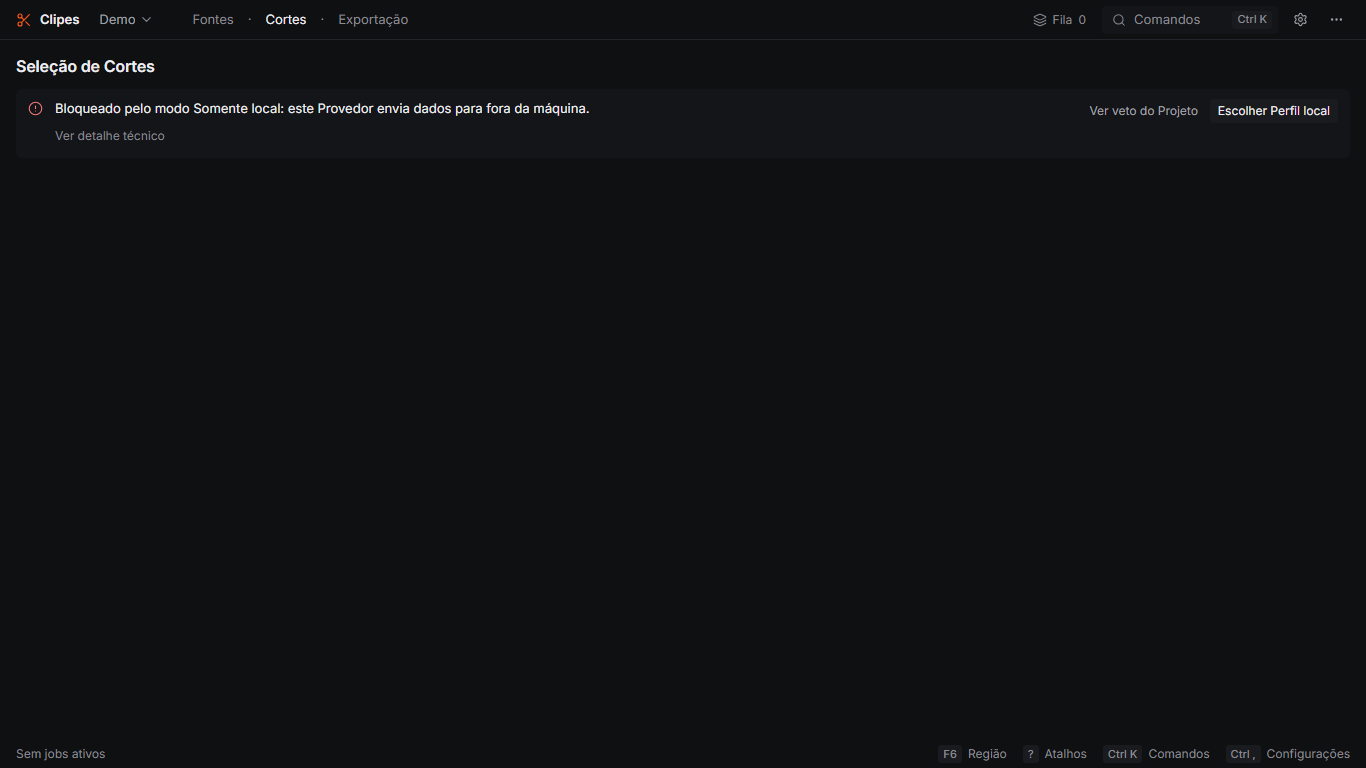 Clipes Demo Fontes · Cortes · Exportação Fila 0 Comandos Ctrl K
Seleção de Cortes
Bloqueado pelo modo Somente local: este Provedor envia dados para fora da máquina. Ver veto do Projeto Escolher Perfil local
Ver detalhe técnico
Sem jobs ativos F6 Região ? Atalhos Ctrl K Comandos Ctrl , Configurações